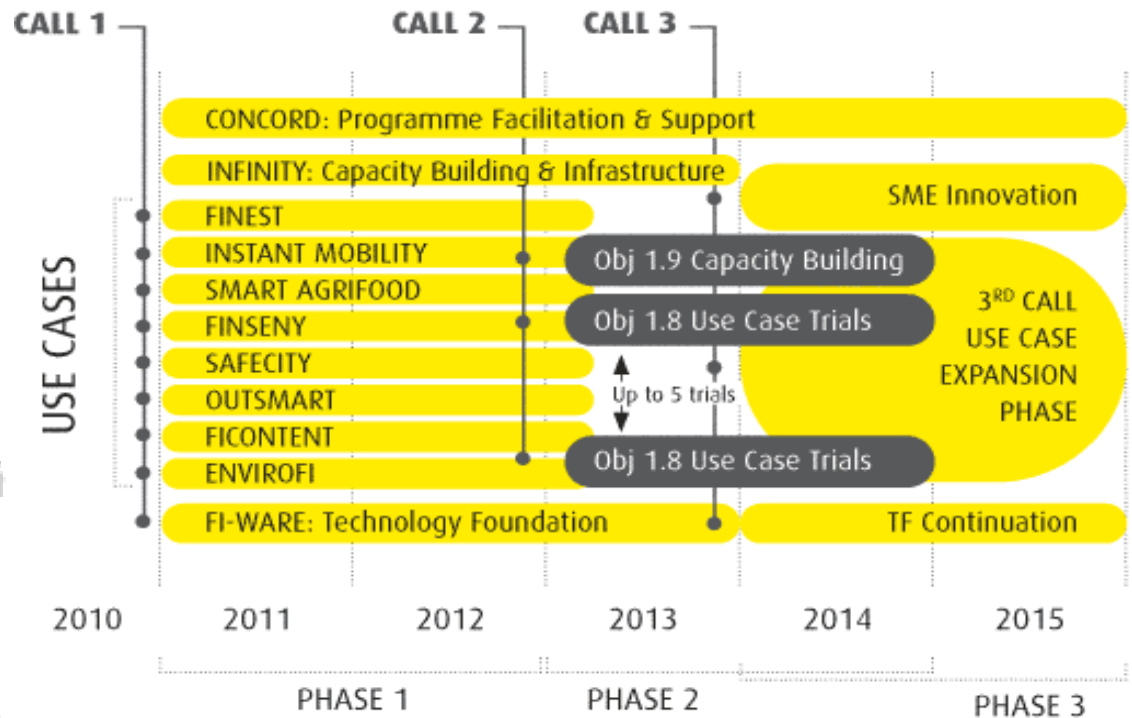 CALL 1
CALL 2
CALL 3
CONCORD: Programme Facilitation & Support
INFINITY: Capacity Building & Infrastructure
SME Innovation
USE CASES
FINEST
INSTANT MOBILITY
Obj 1.9 Capacity Building
SMART AGRIFOOD
FINSENY
Obj 1.8 Use Case Trials
3RD CALL
USE CASE
EXPANSION
PHASE
SAFECITY
OUTSMART
Up to 5 trials
FICONTENT
ENVIROFI
Obj 1.8 Use Case Trials
FI-WARE: Technology Foundation
TF Continuation
2010 2011 2012 2013 2014 2015
PHASE 1 PHASE 2 PHASE 3